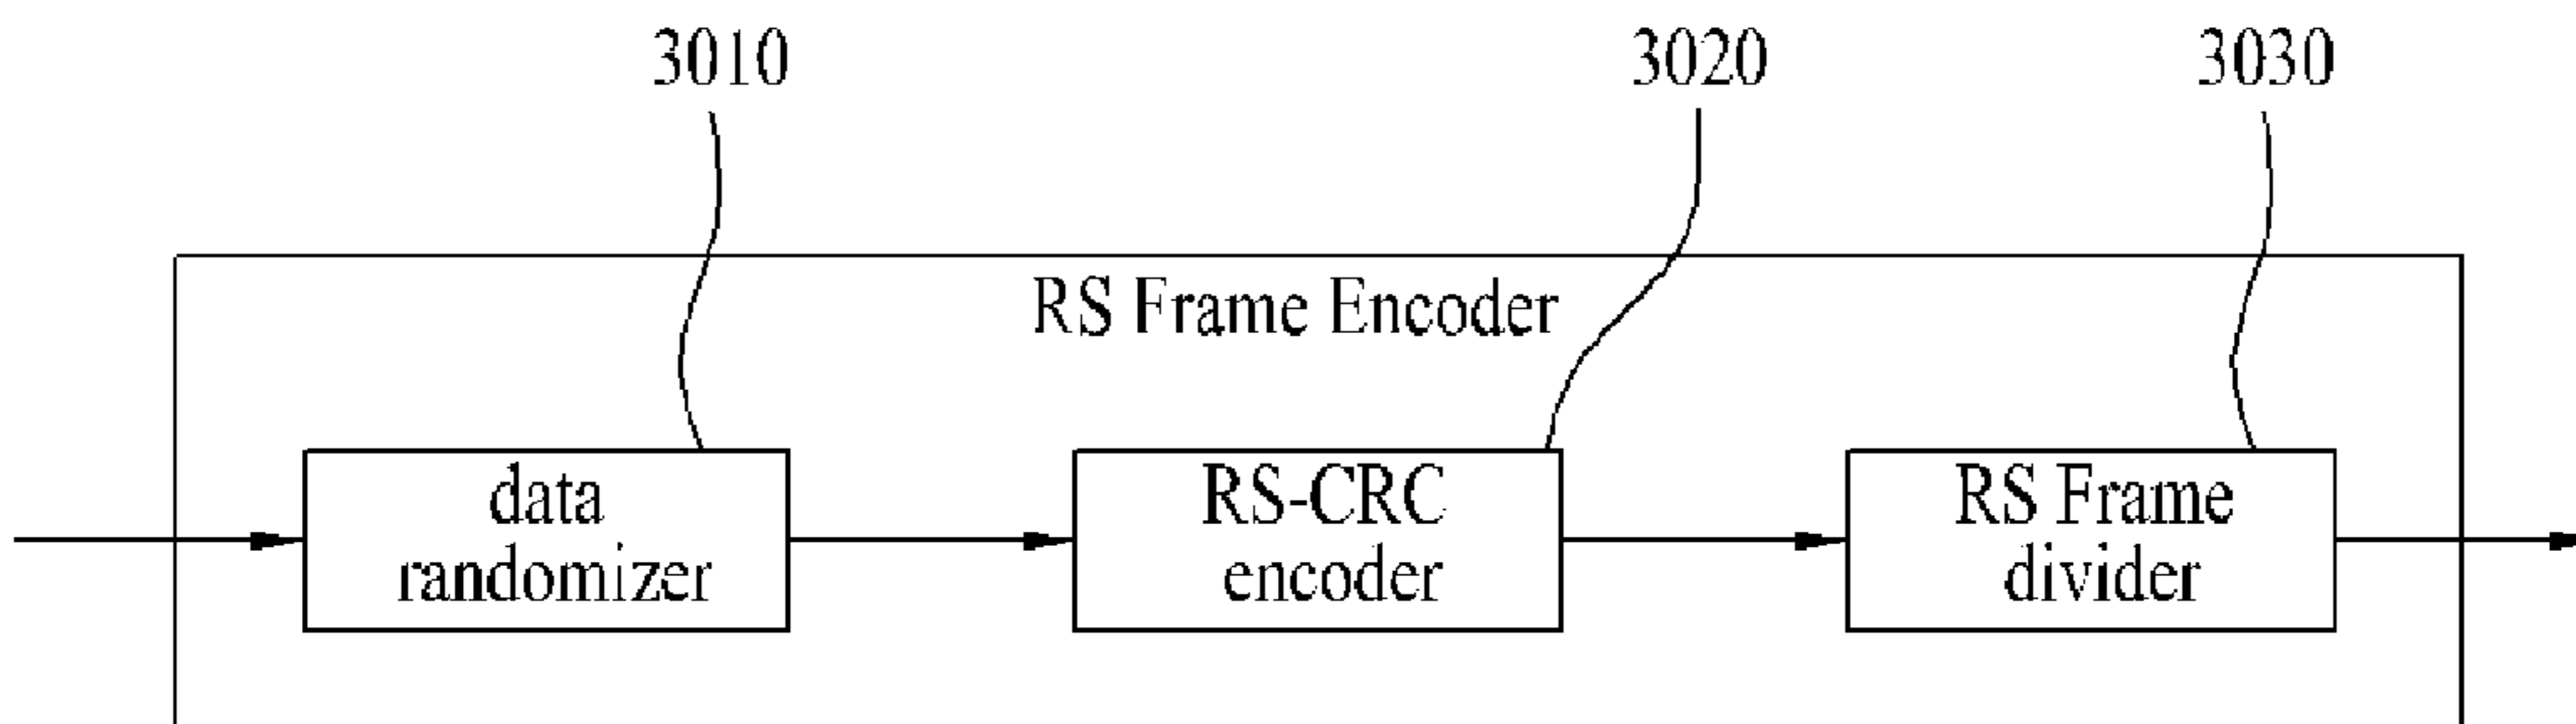 3010
3020
3030
RS Frame Encoder
data
randomizer
RS-CRC
encoder
RS Frame
divider